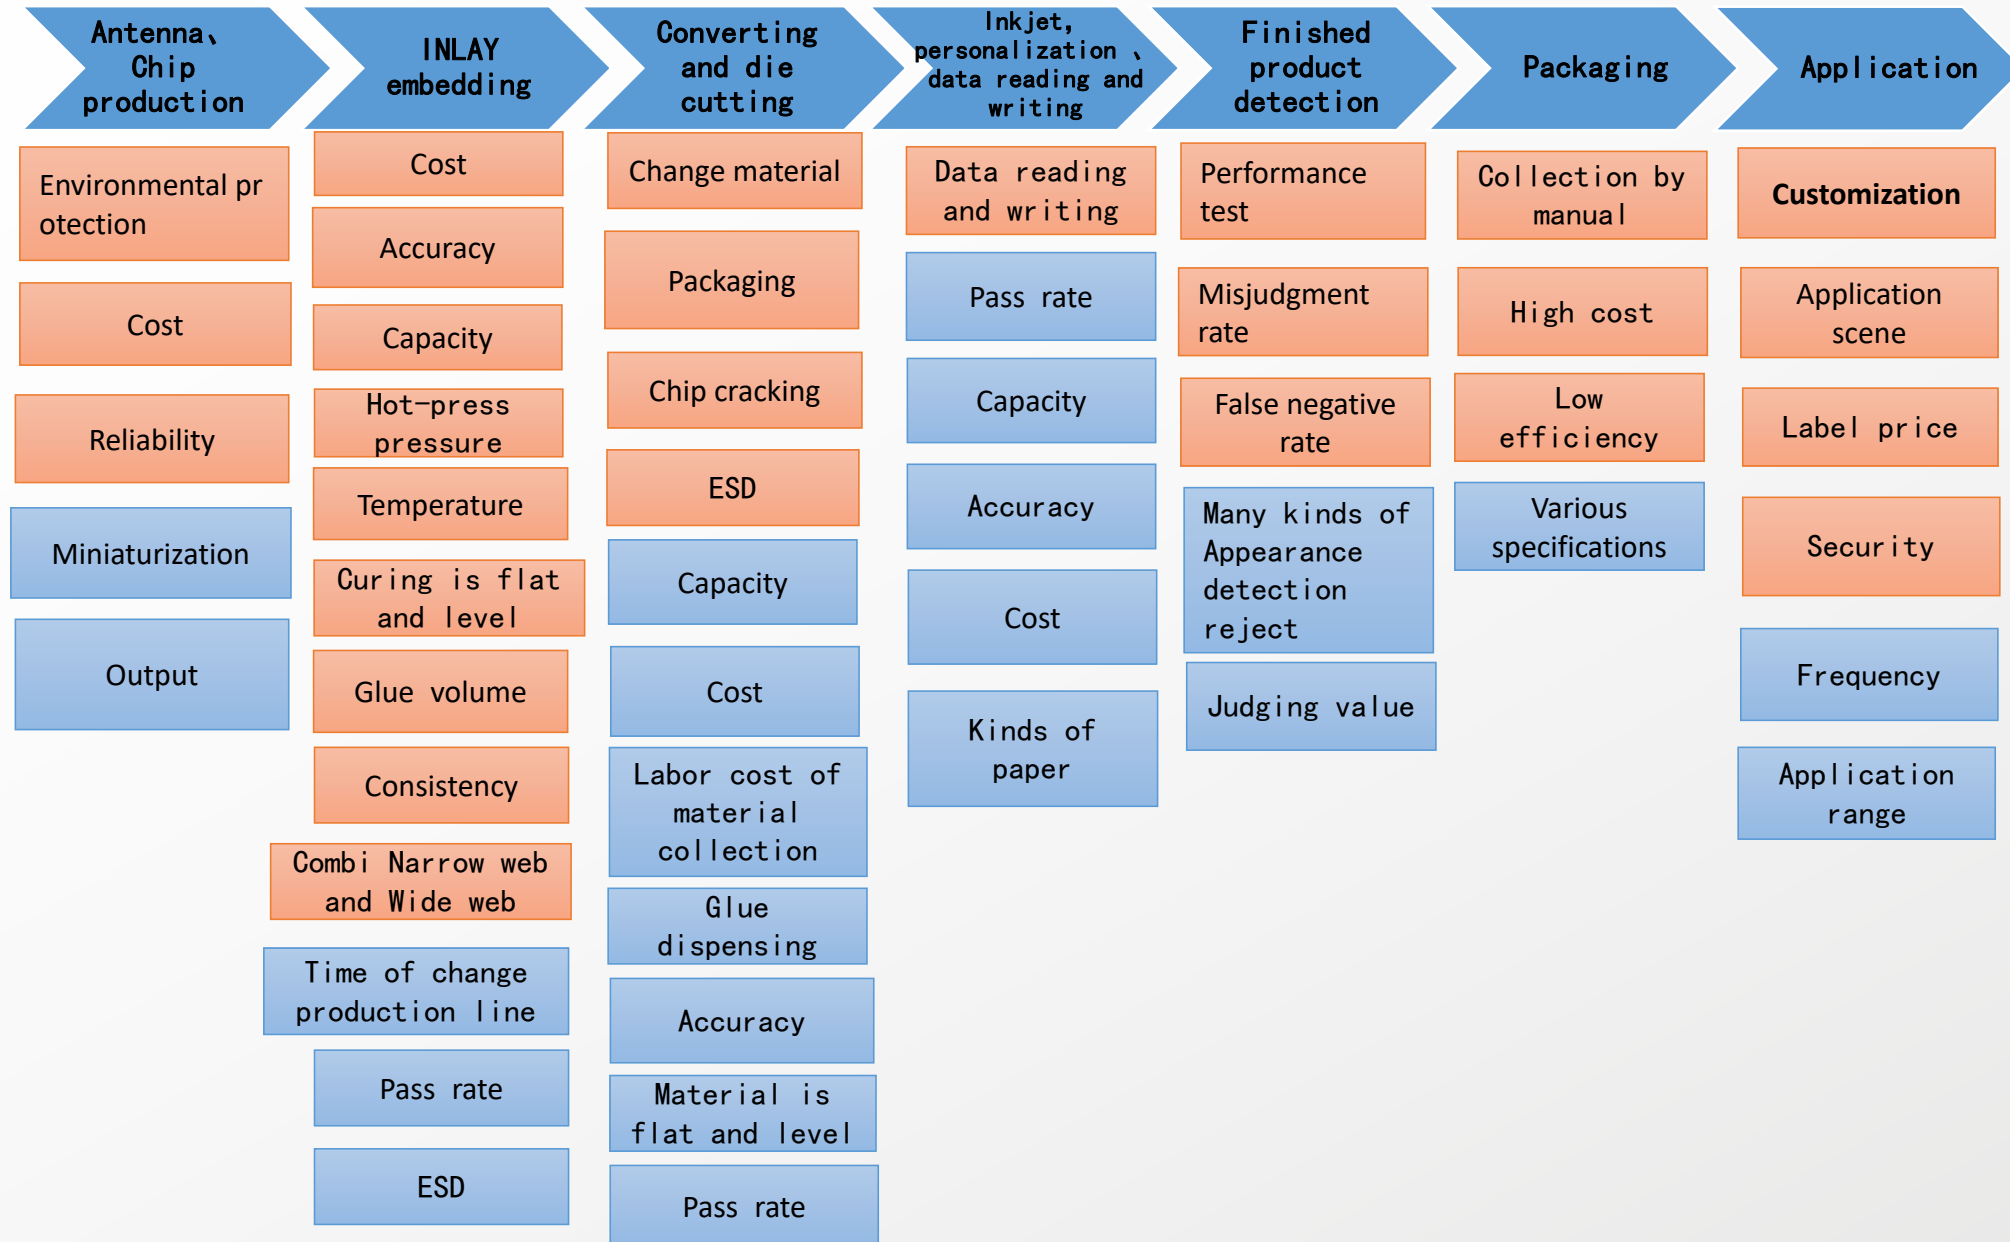 Antenna、
Chip
production
INLAY
embedding
Converting
and die
cutting
Inkjet,
personalization 、
data reading and
writing
Finished
product
detection
Packaging
Application
Environmental pr
otection
Cost
Reliability
Miniaturization
Output
Cost
Accuracy
Capacity
Hot-press
pressure
Temperature
Curing is flat
and level
Glue volume
Consistency
Combi Narrow web
and Wide web
Time of change
production line
Pass rate
ESD
Change material
Packaging
Chip cracking
ESD
Capacity
Cost
Labor cost of
material
collection
Glue
dispensing
Accuracy
Material is
flat and level
Pass rate
Data reading
and writing
Pass rate
Capacity
Accuracy
Cost
Kinds of
paper
Performance
test
Misjudgment
rate
False negative
rate
Many kinds of
Appearance
detection
reject
Judging value
Collection by
manual
High cost
Low
efficiency
Various
specifications
Customization
Application
scene
Label price
Security
Frequency
Application
range